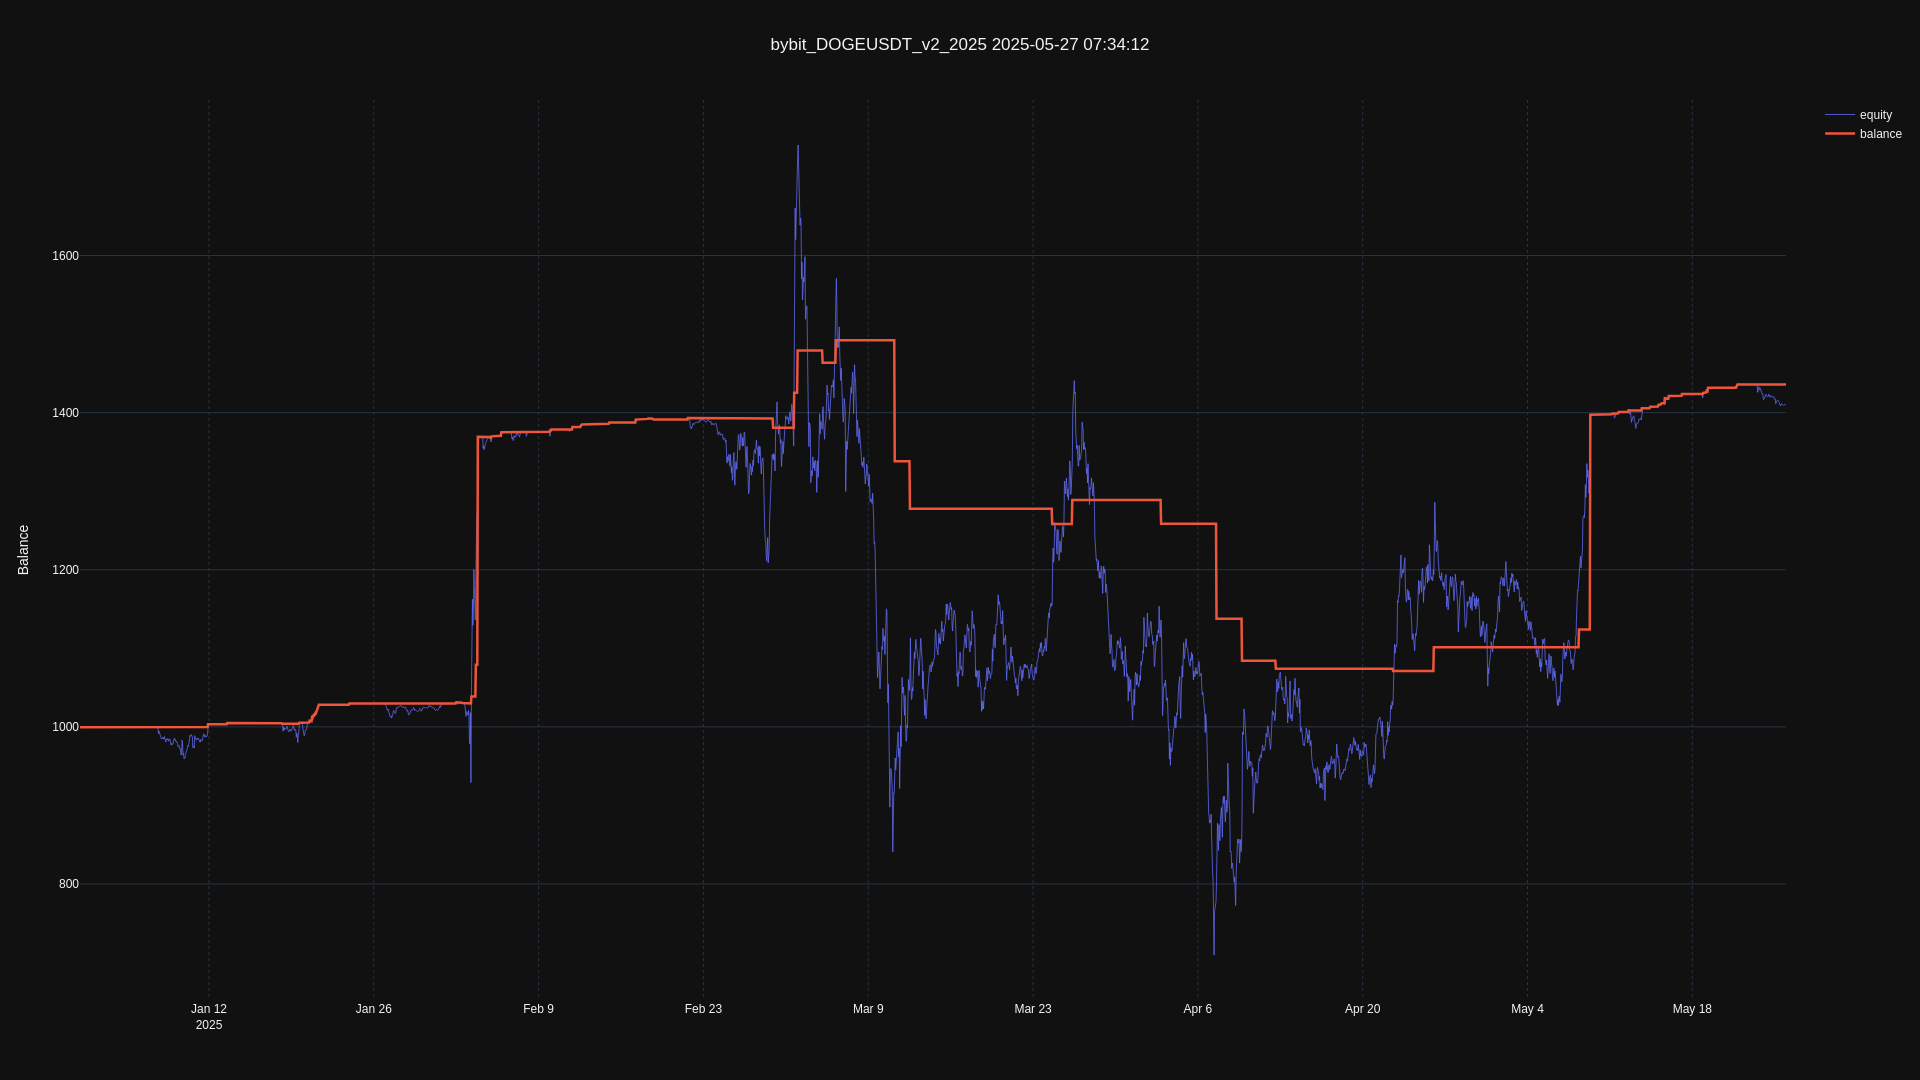 bybit_DOGEUSDT_v2_2025 2025-05-27 07:34:12
equity
balance
Balance
1600
1400
1200
1000
800
Jan 12
2025
Jan 26
Feb 9
Feb 23
Mar 9
Mar 23
Apr 6
Apr 20
May 4
May 18